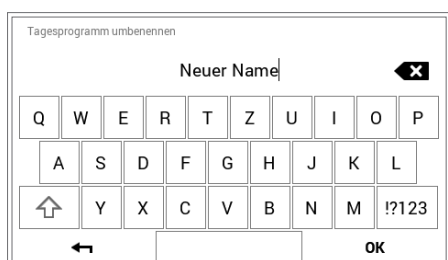 Tagesprogramm umbenennen
Neuer Name
Q W E R T Z U I O P
A S D F G H J K L
Y X C V B N M !?123
OK